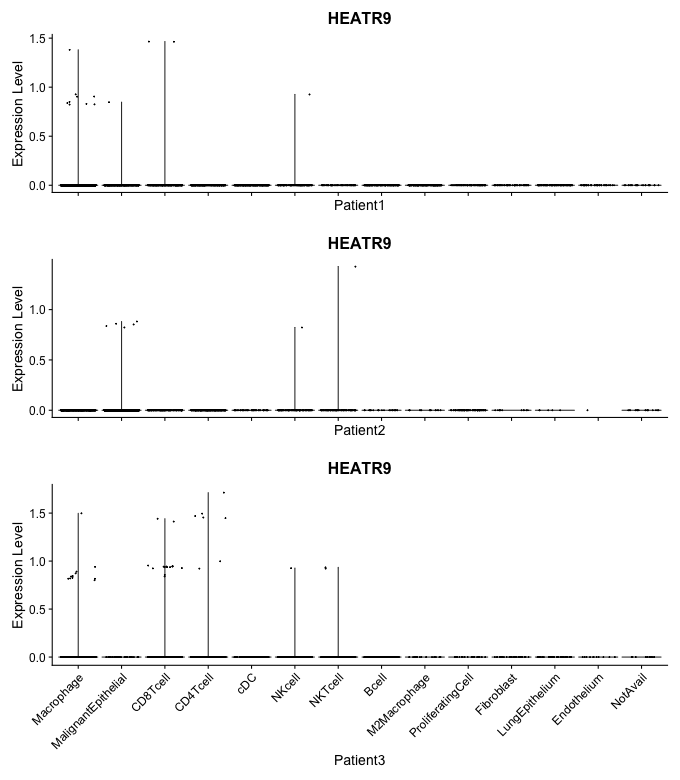 HEATR9
Expression Level
1.5
1.0
0.5
0.0
Patient1
HEATR9
Expression Level
1.0
0.5
0.0
Patient2
HEATR9
Expression Level
1.5
1.0
0.5
0.0
Macrophage
MalignantEpithelial
CD8Tcell
CD4Tcell
cDC
NKcell
NKTcell
Bcell
M2Macrophage
ProliferatingCell
Fibroblast
LungEpithelium
Endothelium
NotAvail
Patient3